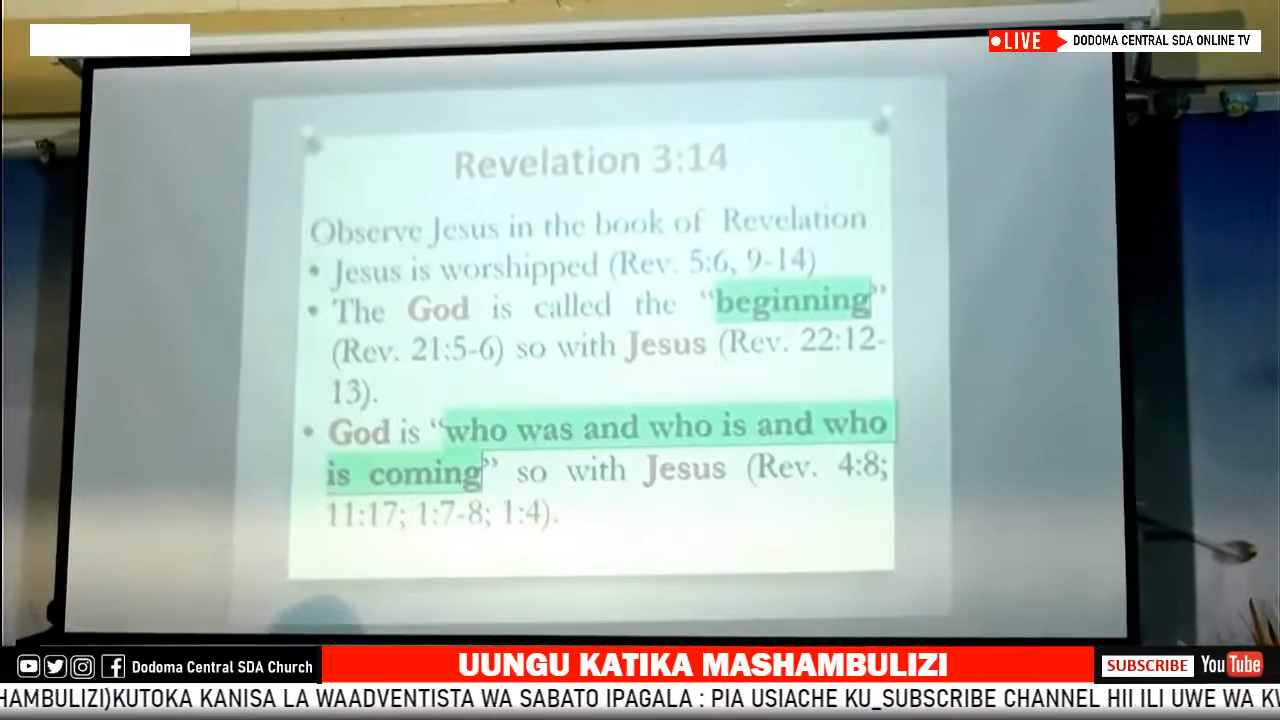 LIVE DODOMA CENTRAL SDA ONLINE TV
Revelation 3:14
Observe Jesus in the book of Revelation
• Jesus is worshipped (Rev. 5:6, 9-14)
• The God is called the “beginning”
(Rev. 21:5-6) so with Jesus (Rev. 22:12-
13).
• God is “who was and who is and who
is coming” so with Jesus (Rev. 4:8;
11:17; 1:7-8; 1:4).
Dodoma Central SDA Church
UUNGU KATIKA MASHAMBULIZI
SUBSCRIBE YouTube
HAMBULIZI)KUTOKA KANISA LA WAADVENTISTA WA SABATO IPAGALA : PIA USIACHE KU_SUBSCRIBE CHANNEL HII ILI UWE WA